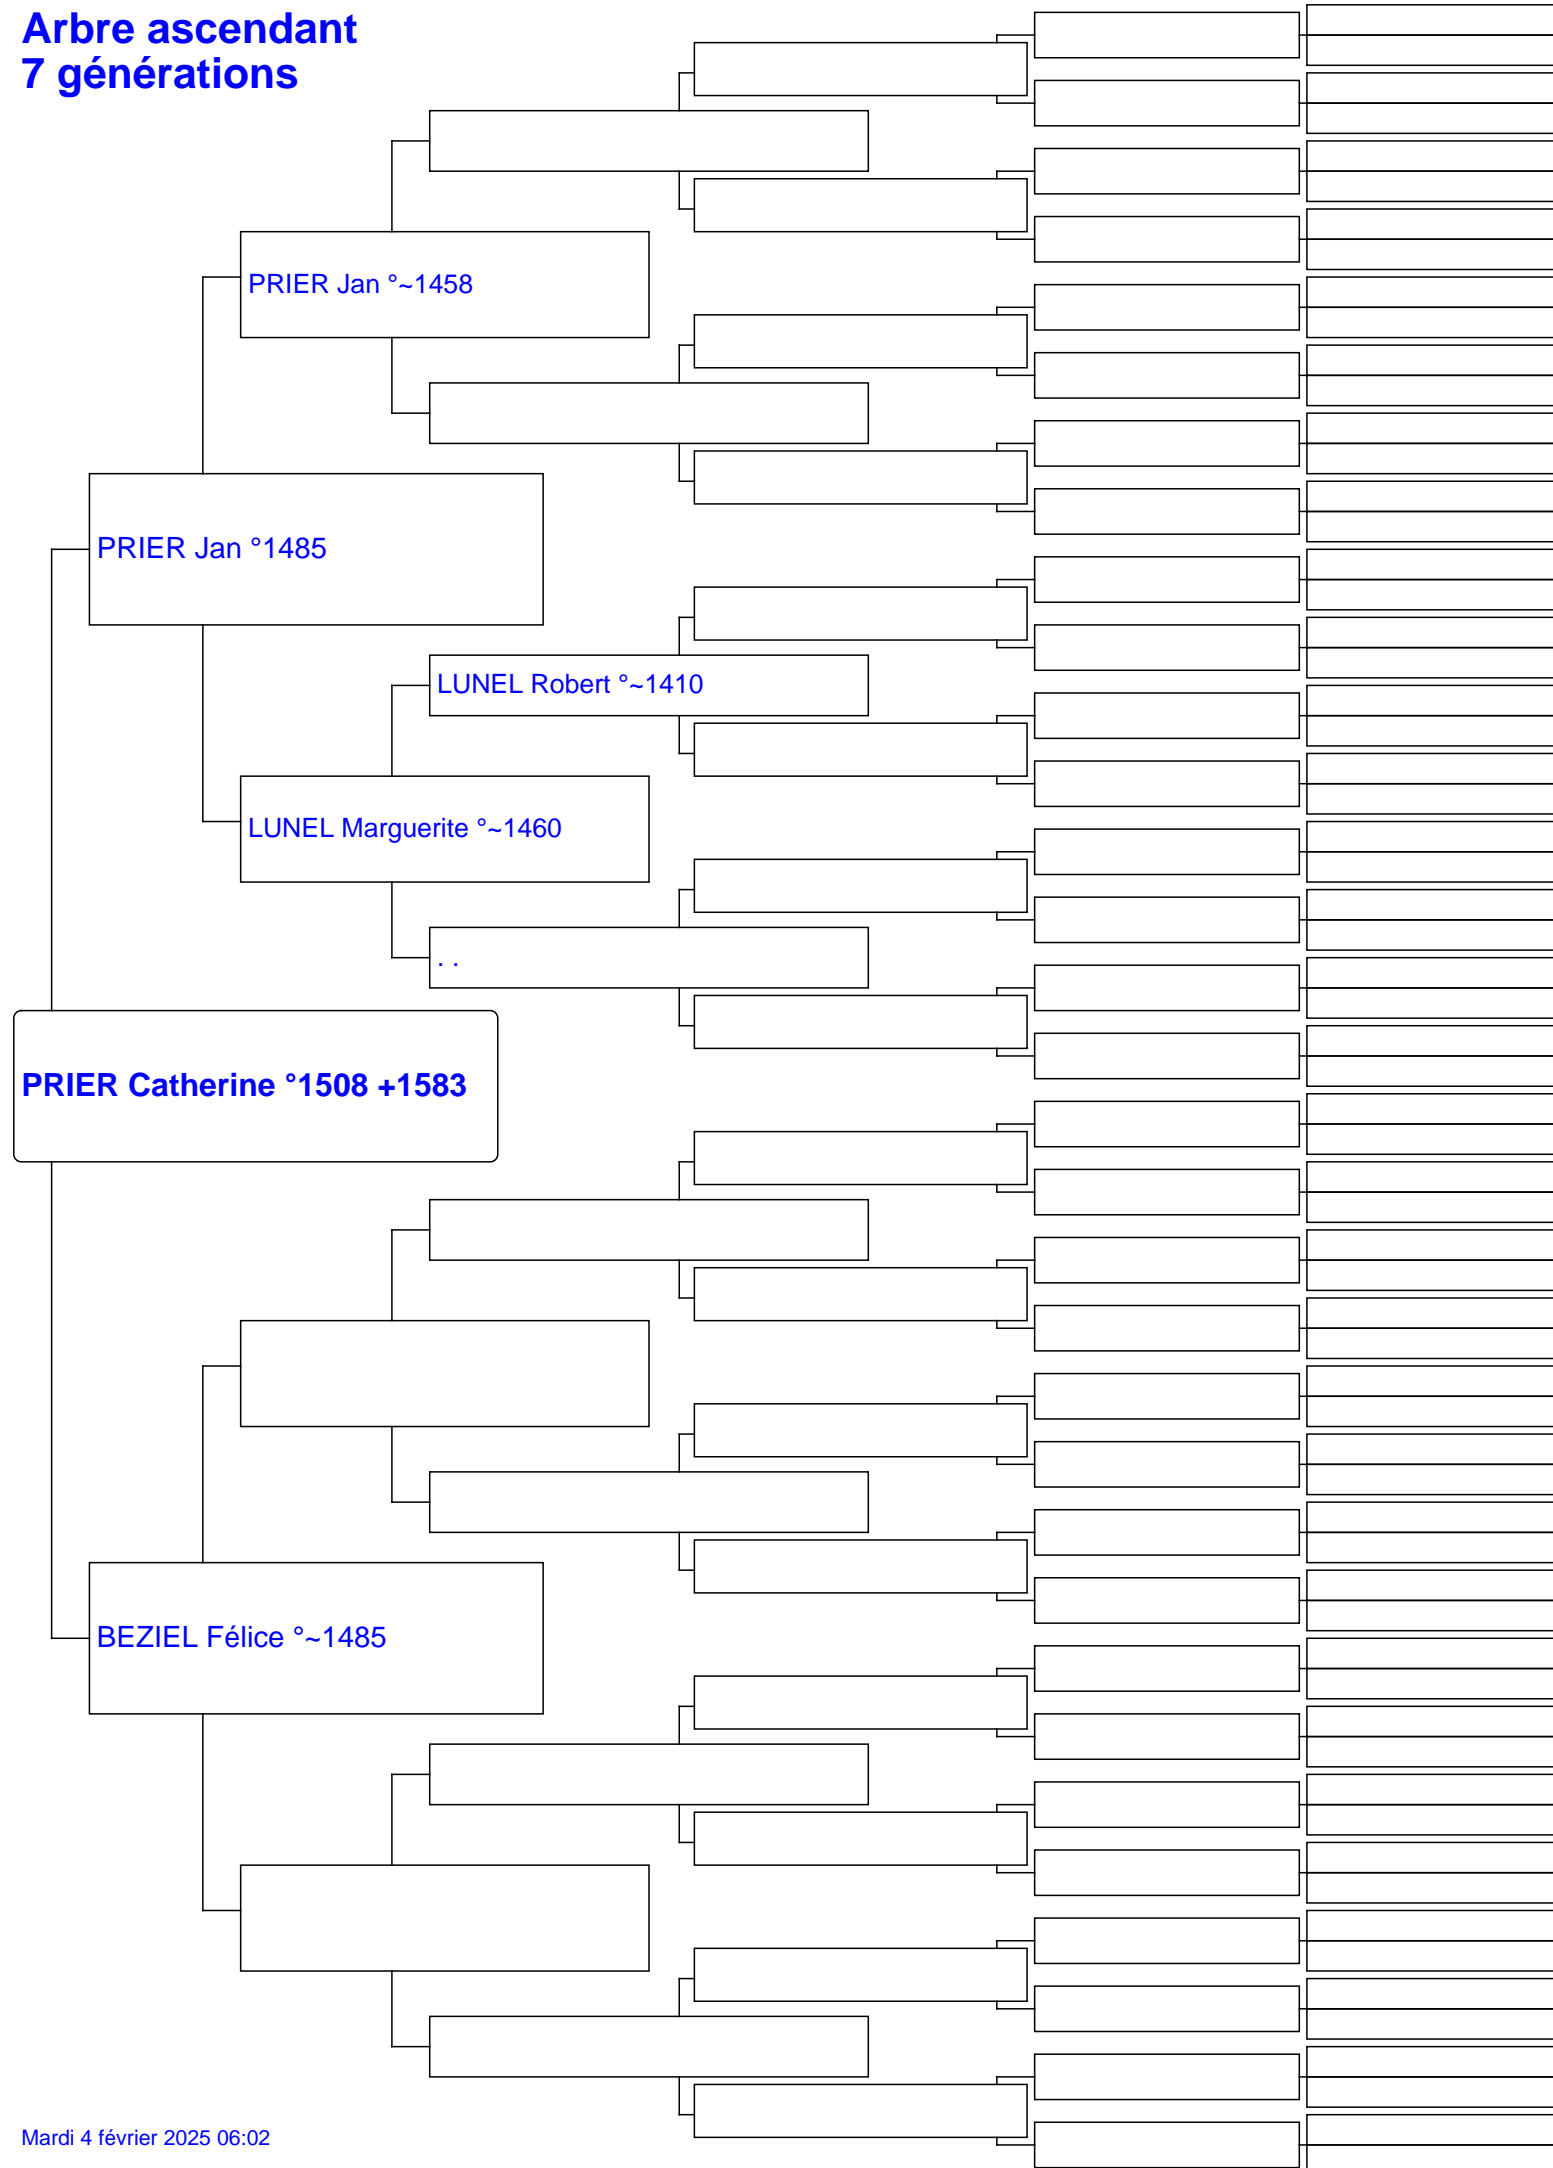 Arbre ascendant
7 générations
PRIER Jan °~1458
PRIER Jan °1485
LUNEL Robert °~1410
LUNEL Marguerite °~1460
. .
PRIER Catherine °1508 +1583
BEZIEL Félice °~1485
Mardi 4 février 2025 06:02